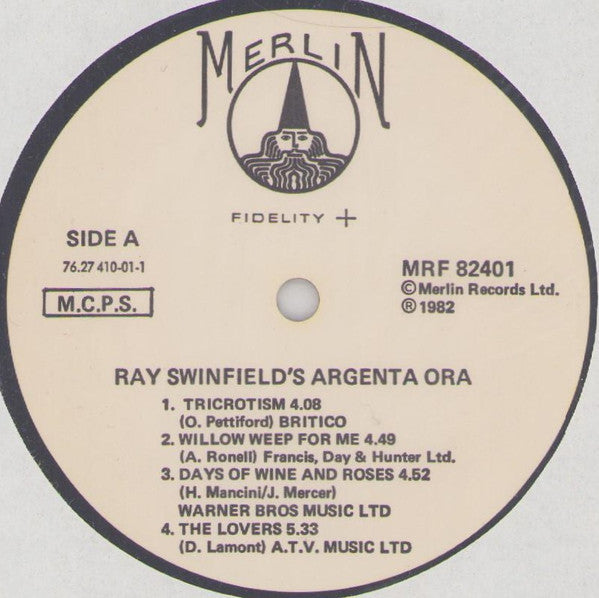 MERLIN
FIDELITY +
SIDE A
76.27 410-01-1
M.C.P.S.
MRF 82401
© Merlin Records Ltd.
℗ 1982
RAY SWINFIELD'S ARGENTA ORA
1. TRICROTISM 4.08
(O. Pettiford) BRITICO
2. WILLOW WEEP FOR ME 4.49
(A. Ronell) Francis, Day & Hunter Ltd.
3. DAYS OF WINE AND ROSES 4.52
(H. Mancini/J. Mercer)
WARNER BROS MUSIC LTD
4. THE LOVERS 5.33
(D. Lamont) A.T.V. MUSIC LTD